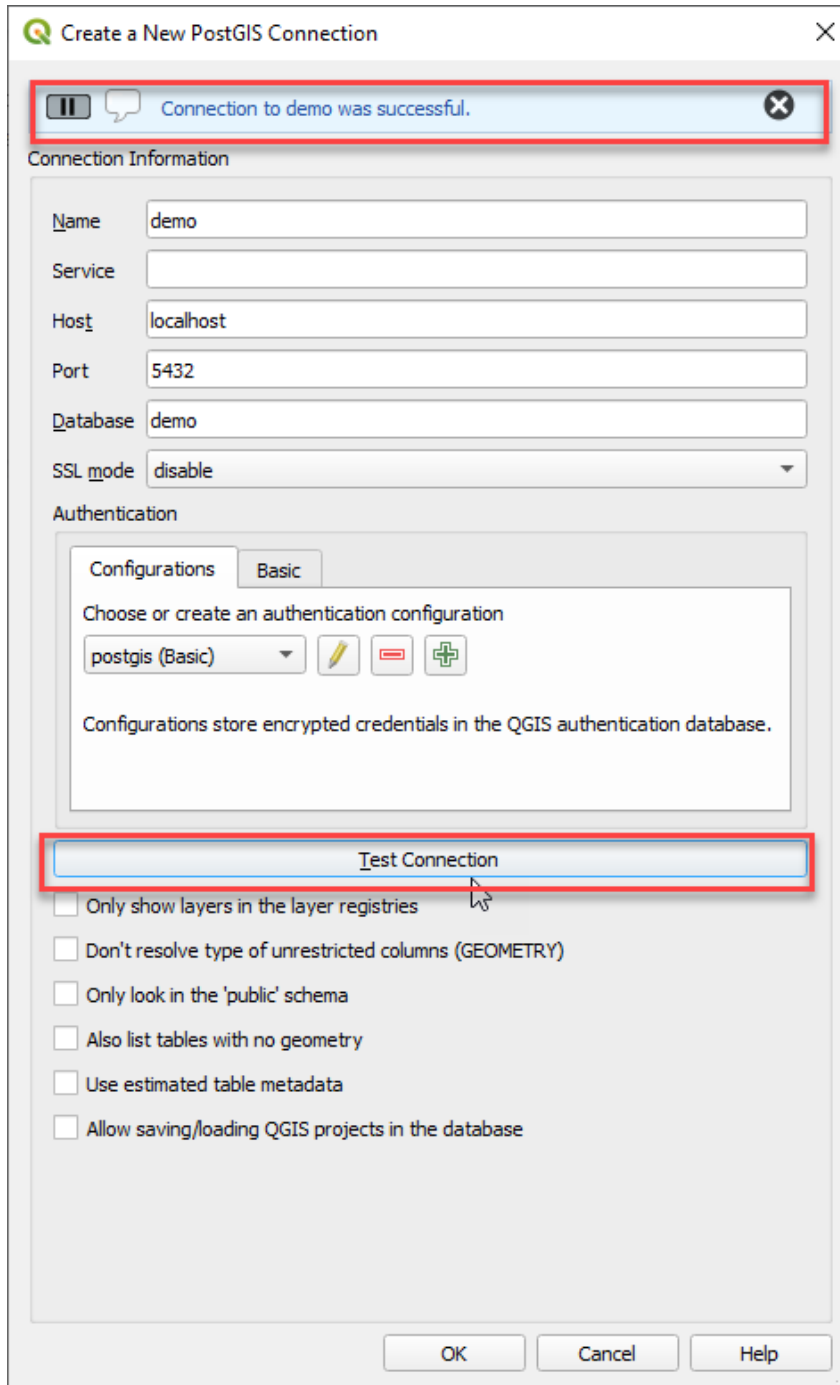 Create a New PostGIS Connection
Connection to demo was successful.
Connection Information
Name demo
Service
Host localhost
Port 5432
Database demo
SSL mode disable
Authentication
Configurations Basic
Choose or create an authentication configuration
postgis (Basic)
Configurations store encrypted credentials in the QGIS authentication database.
Test Connection
Only show layers in the layer registries
Don't resolve type of unrestricted columns (GEOMETRY)
Only look in the 'public' schema
Also list tables with no geometry
Use estimated table metadata
Allow saving/loading QGIS projects in the database
OK Cancel Help